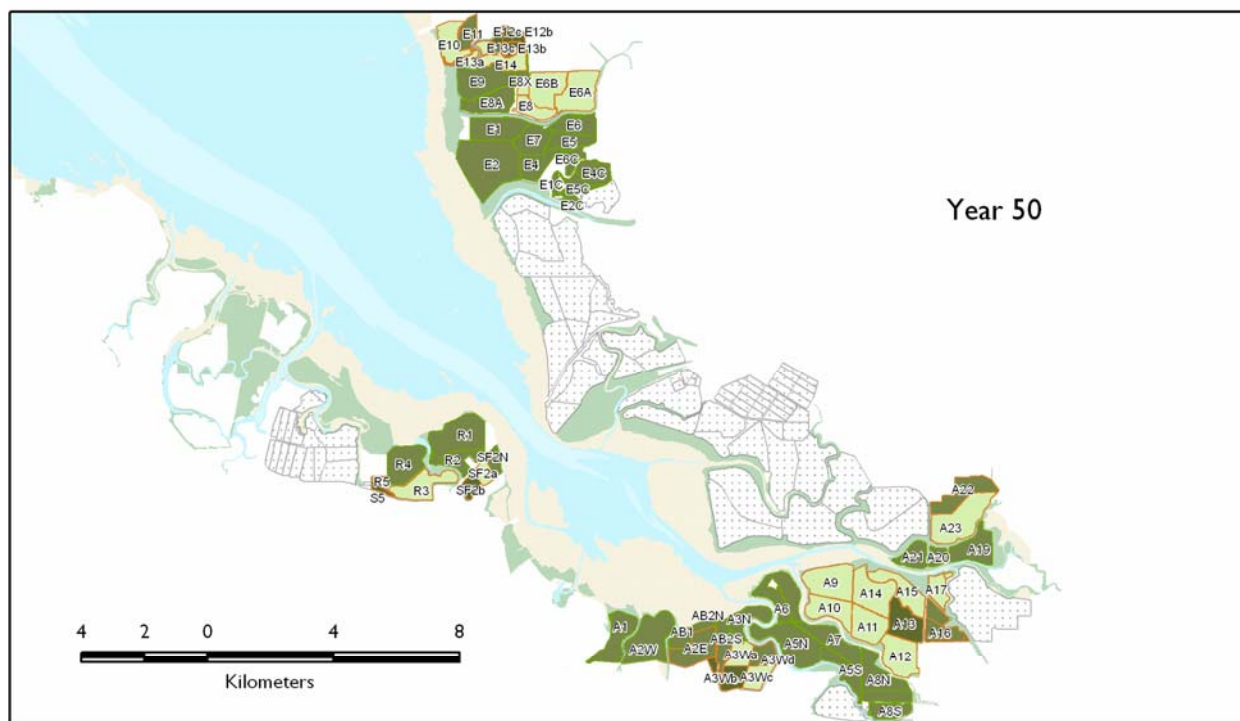 E11
E12c E12b
E10
E13c E13b
E13a
E14
E9
E8X
E6B
E6A
E8A
E8
E1
E6
E7
E5
E2
E4
E6C
E4C
E1C
E5C
E2C
Year 50
R1
R4
R2
SF2N
SF2a
R5
R3
SF2b
S5
A22
A23
A21
A20
A19
A9
A14
A15
A17
A6
A10
A11
A13
A16
AB2N
A3N
A1
AB1
AB2S
A5N
A7
A2W
A2E
A3Wa
A3Wd
A12
A3Wb
A3Wc
A5S
A8N
A8S
4 2 0 4 8
Kilometers